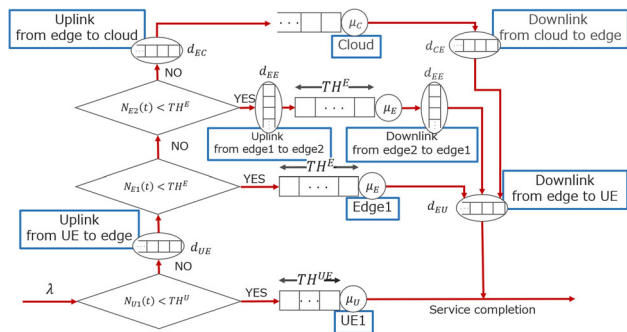 Uplink
from edge to cloud
d_EC
NO
μ_C
Cloud
d_CE
Downlink
from cloud to edge
N_E2(t) < TH^E
YES
d_EE
TH^E
μ_E
d_EE
Uplink
from edge1 to edge2
Downlink
from edge2 to edge1
NO
N_E1(t) < TH^E
YES
TH^E
μ_E
Edge1
d_EU
Downlink
from edge to UE
Uplink
from UE to edge
d_UE
NO
λ
N_U1(t) < TH^U
YES
TH^UE
μ_U
UE1
Service completion